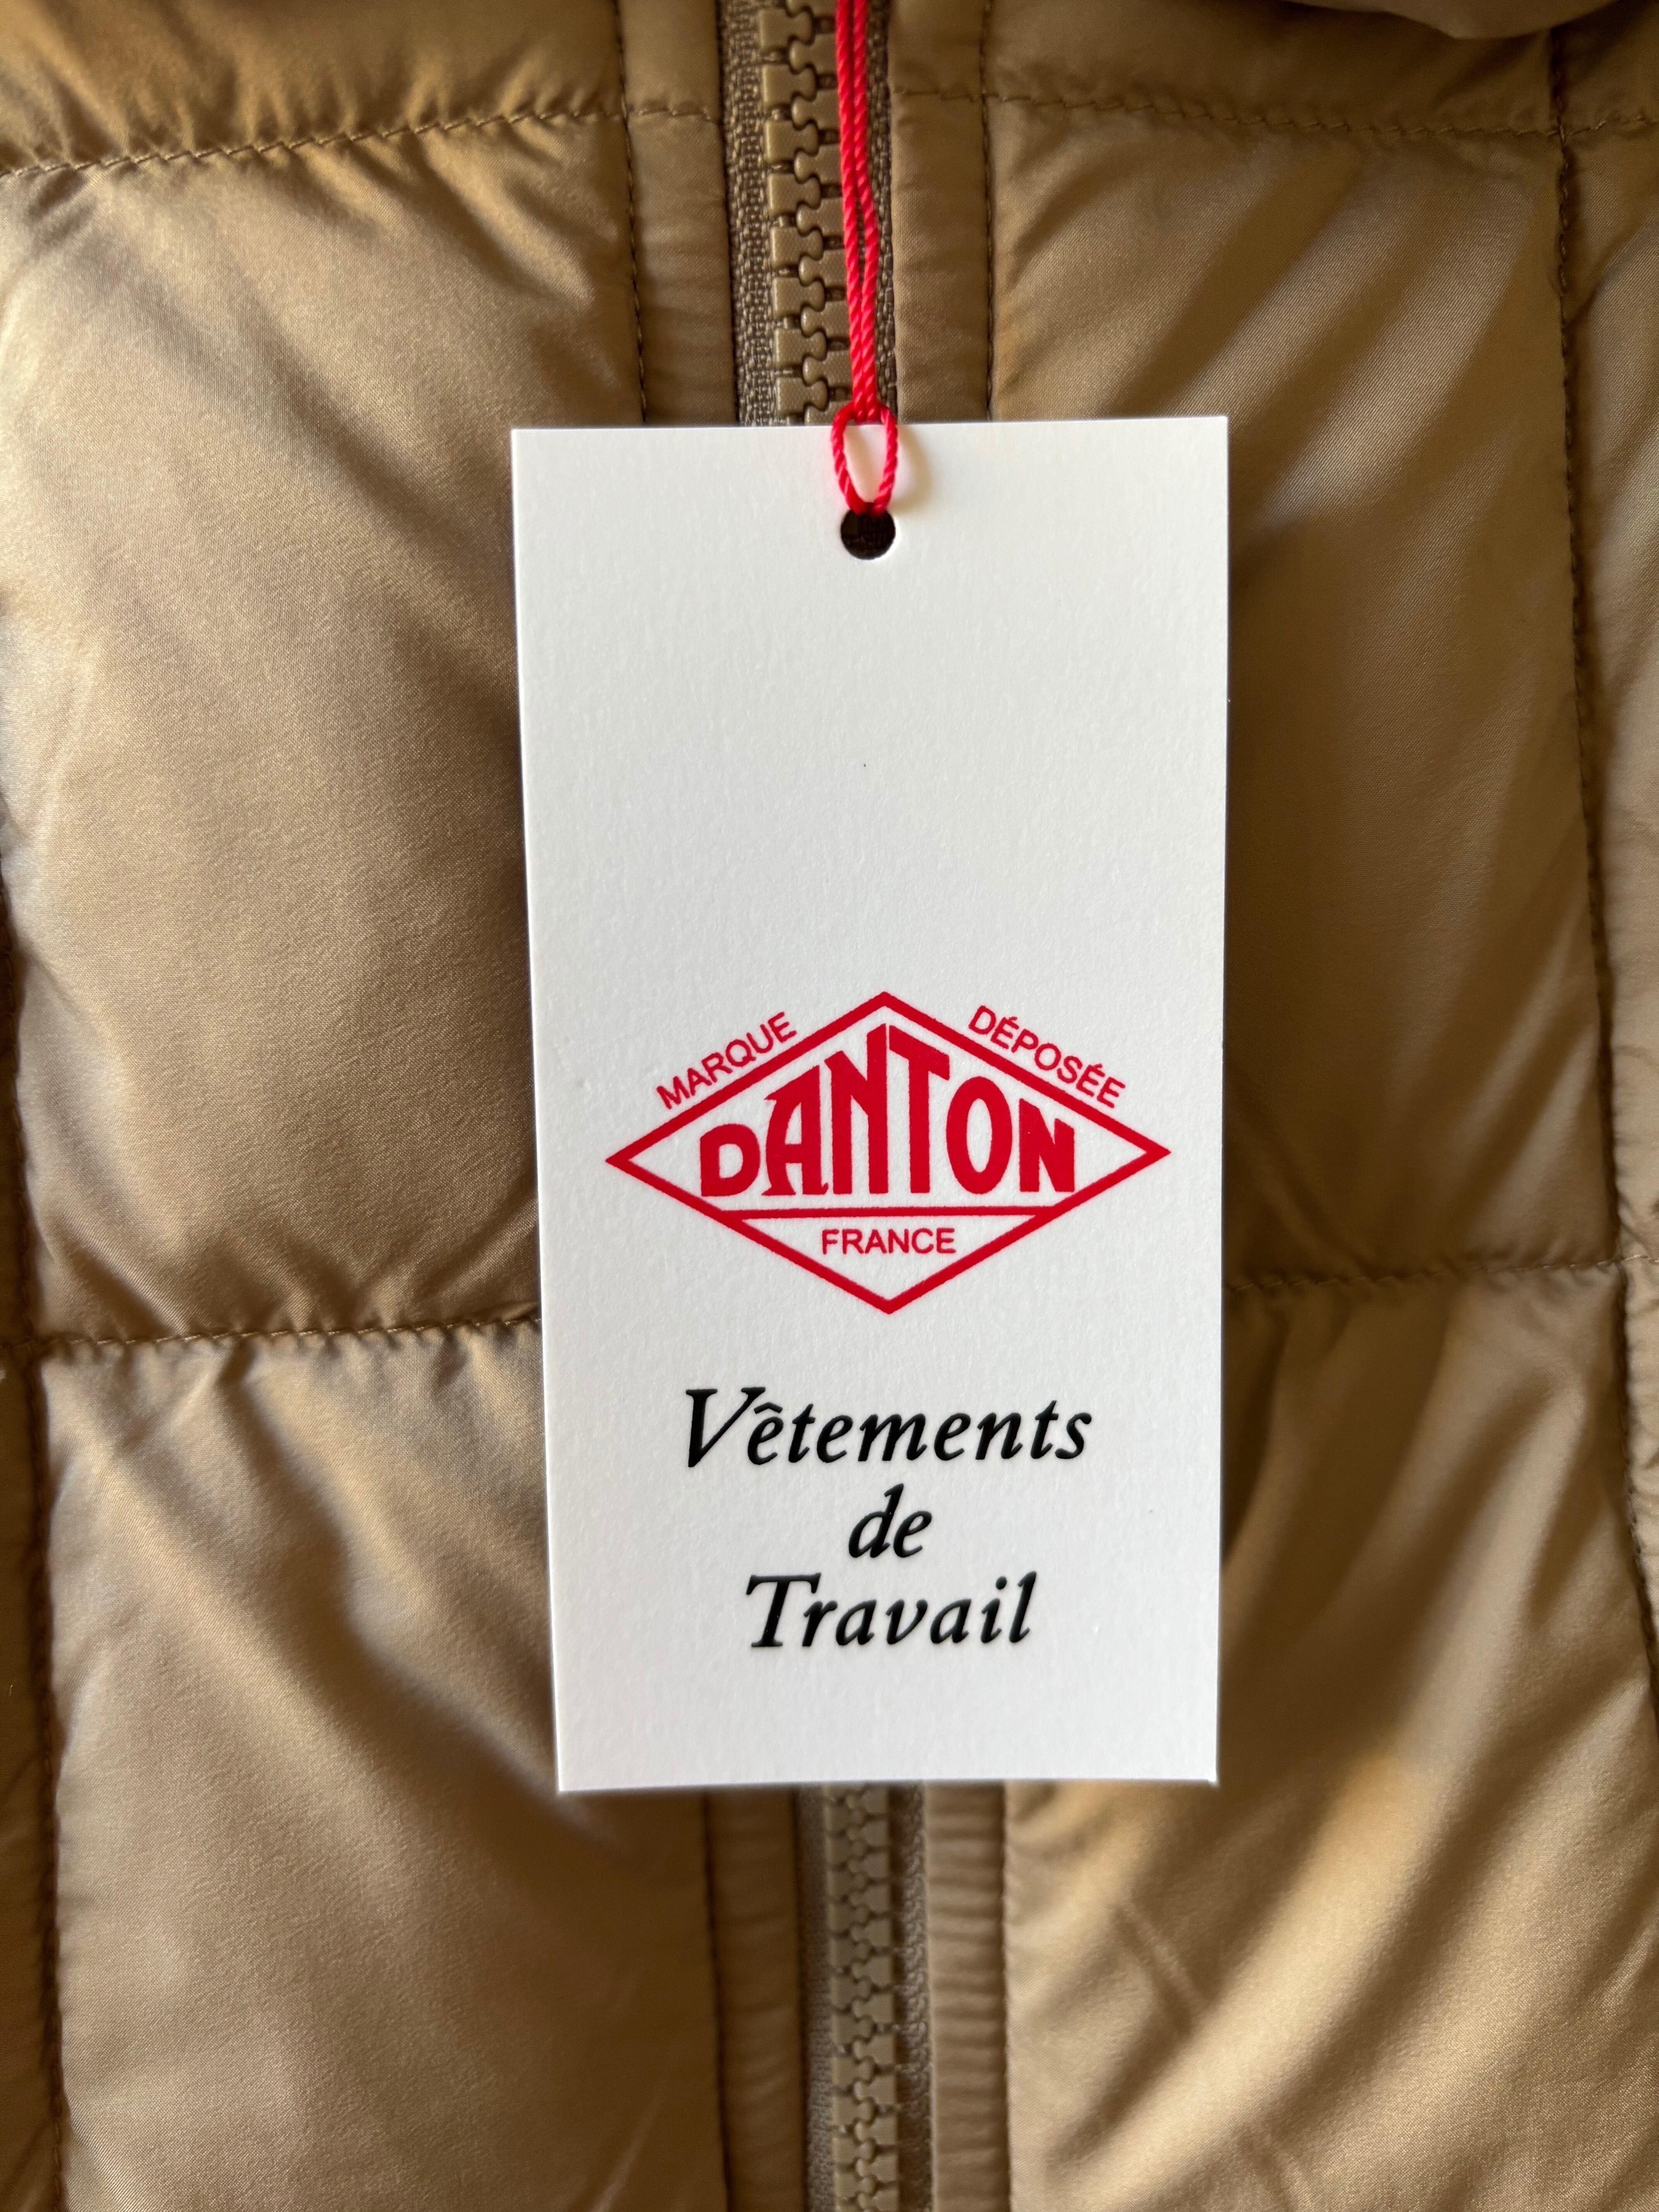 MARQUE DÉPOSÉE
DANTON
FRANCE
Vêtements
de
Travail